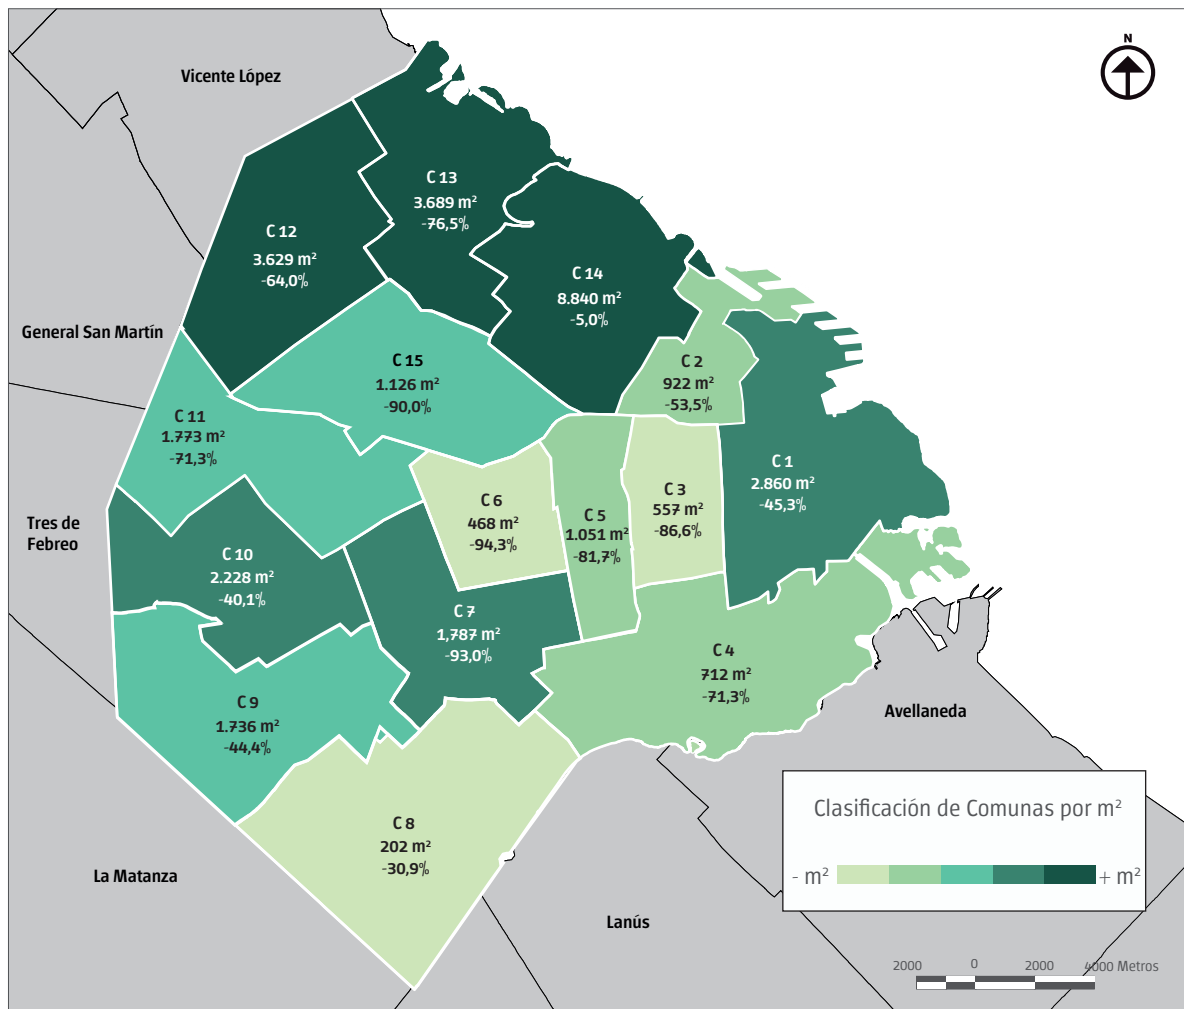 N
Vicente López
C 13
3.689 m²
-76,5%
C 12
3.629 m²
-64,0%
C 14
8.840 m²
-5,0%
General San Martín
C 15
1.126 m²
-90,0%
C 2
922 m²
-53,5%
C 11
1.773 m²
-71,3%
C 1
2.860 m²
-45,3%
C 3
557 m²
-86,6%
C 6
468 m²
-94,3%
C 5
1.051 m²
-81,7%
Tres de
Febreo
C 10
2.228 m²
-40,1%
C 7
1,787 m²
-93,0%
C 4
712 m²
-71,3%
C 9
1.736 m²
-44,4%
Avellaneda
C 8
202 m²
-30,9%
La Matanza
Lanús
Clasificación de Comunas por m²
- m² + m²
2000 0 2000 4000 Metros